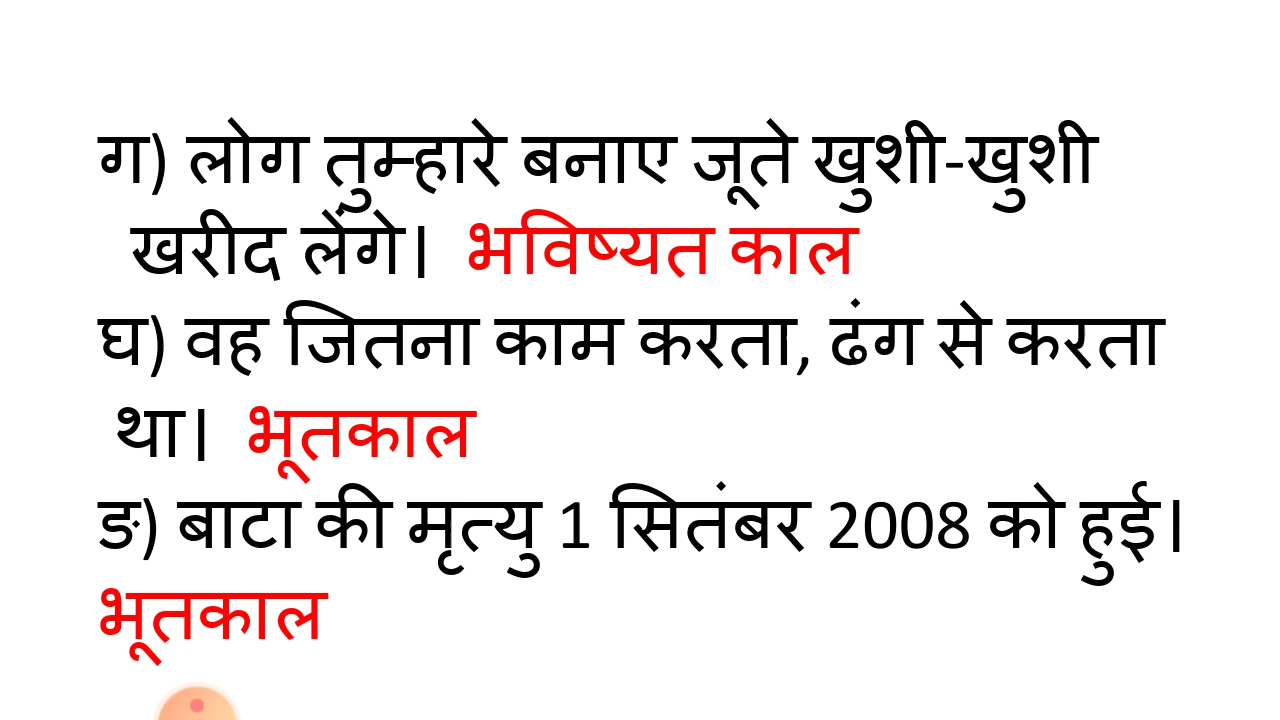 ग) लोग तुम्हारे बनाए जूते खुशी-खुशी
खरीद लेंगे। भविष्यत काल
घ) वह जितना काम करता, ढंग से करता
था। भूतकाल
ङ) बाटा की मृत्यु 1 सितंबर 2008 को हुई।
भूतकाल